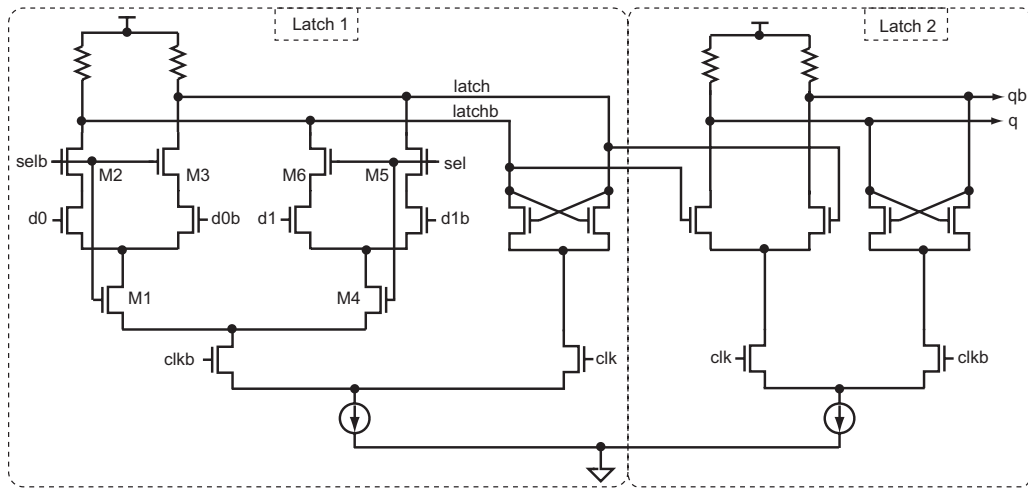 Latch 1
Latch 2
latch
latchb
qb
q
selb
M2
M3
M6
M5
sel
d0
d0b
d1
d1b
M1
M4
clkb
clk
clk
clkb